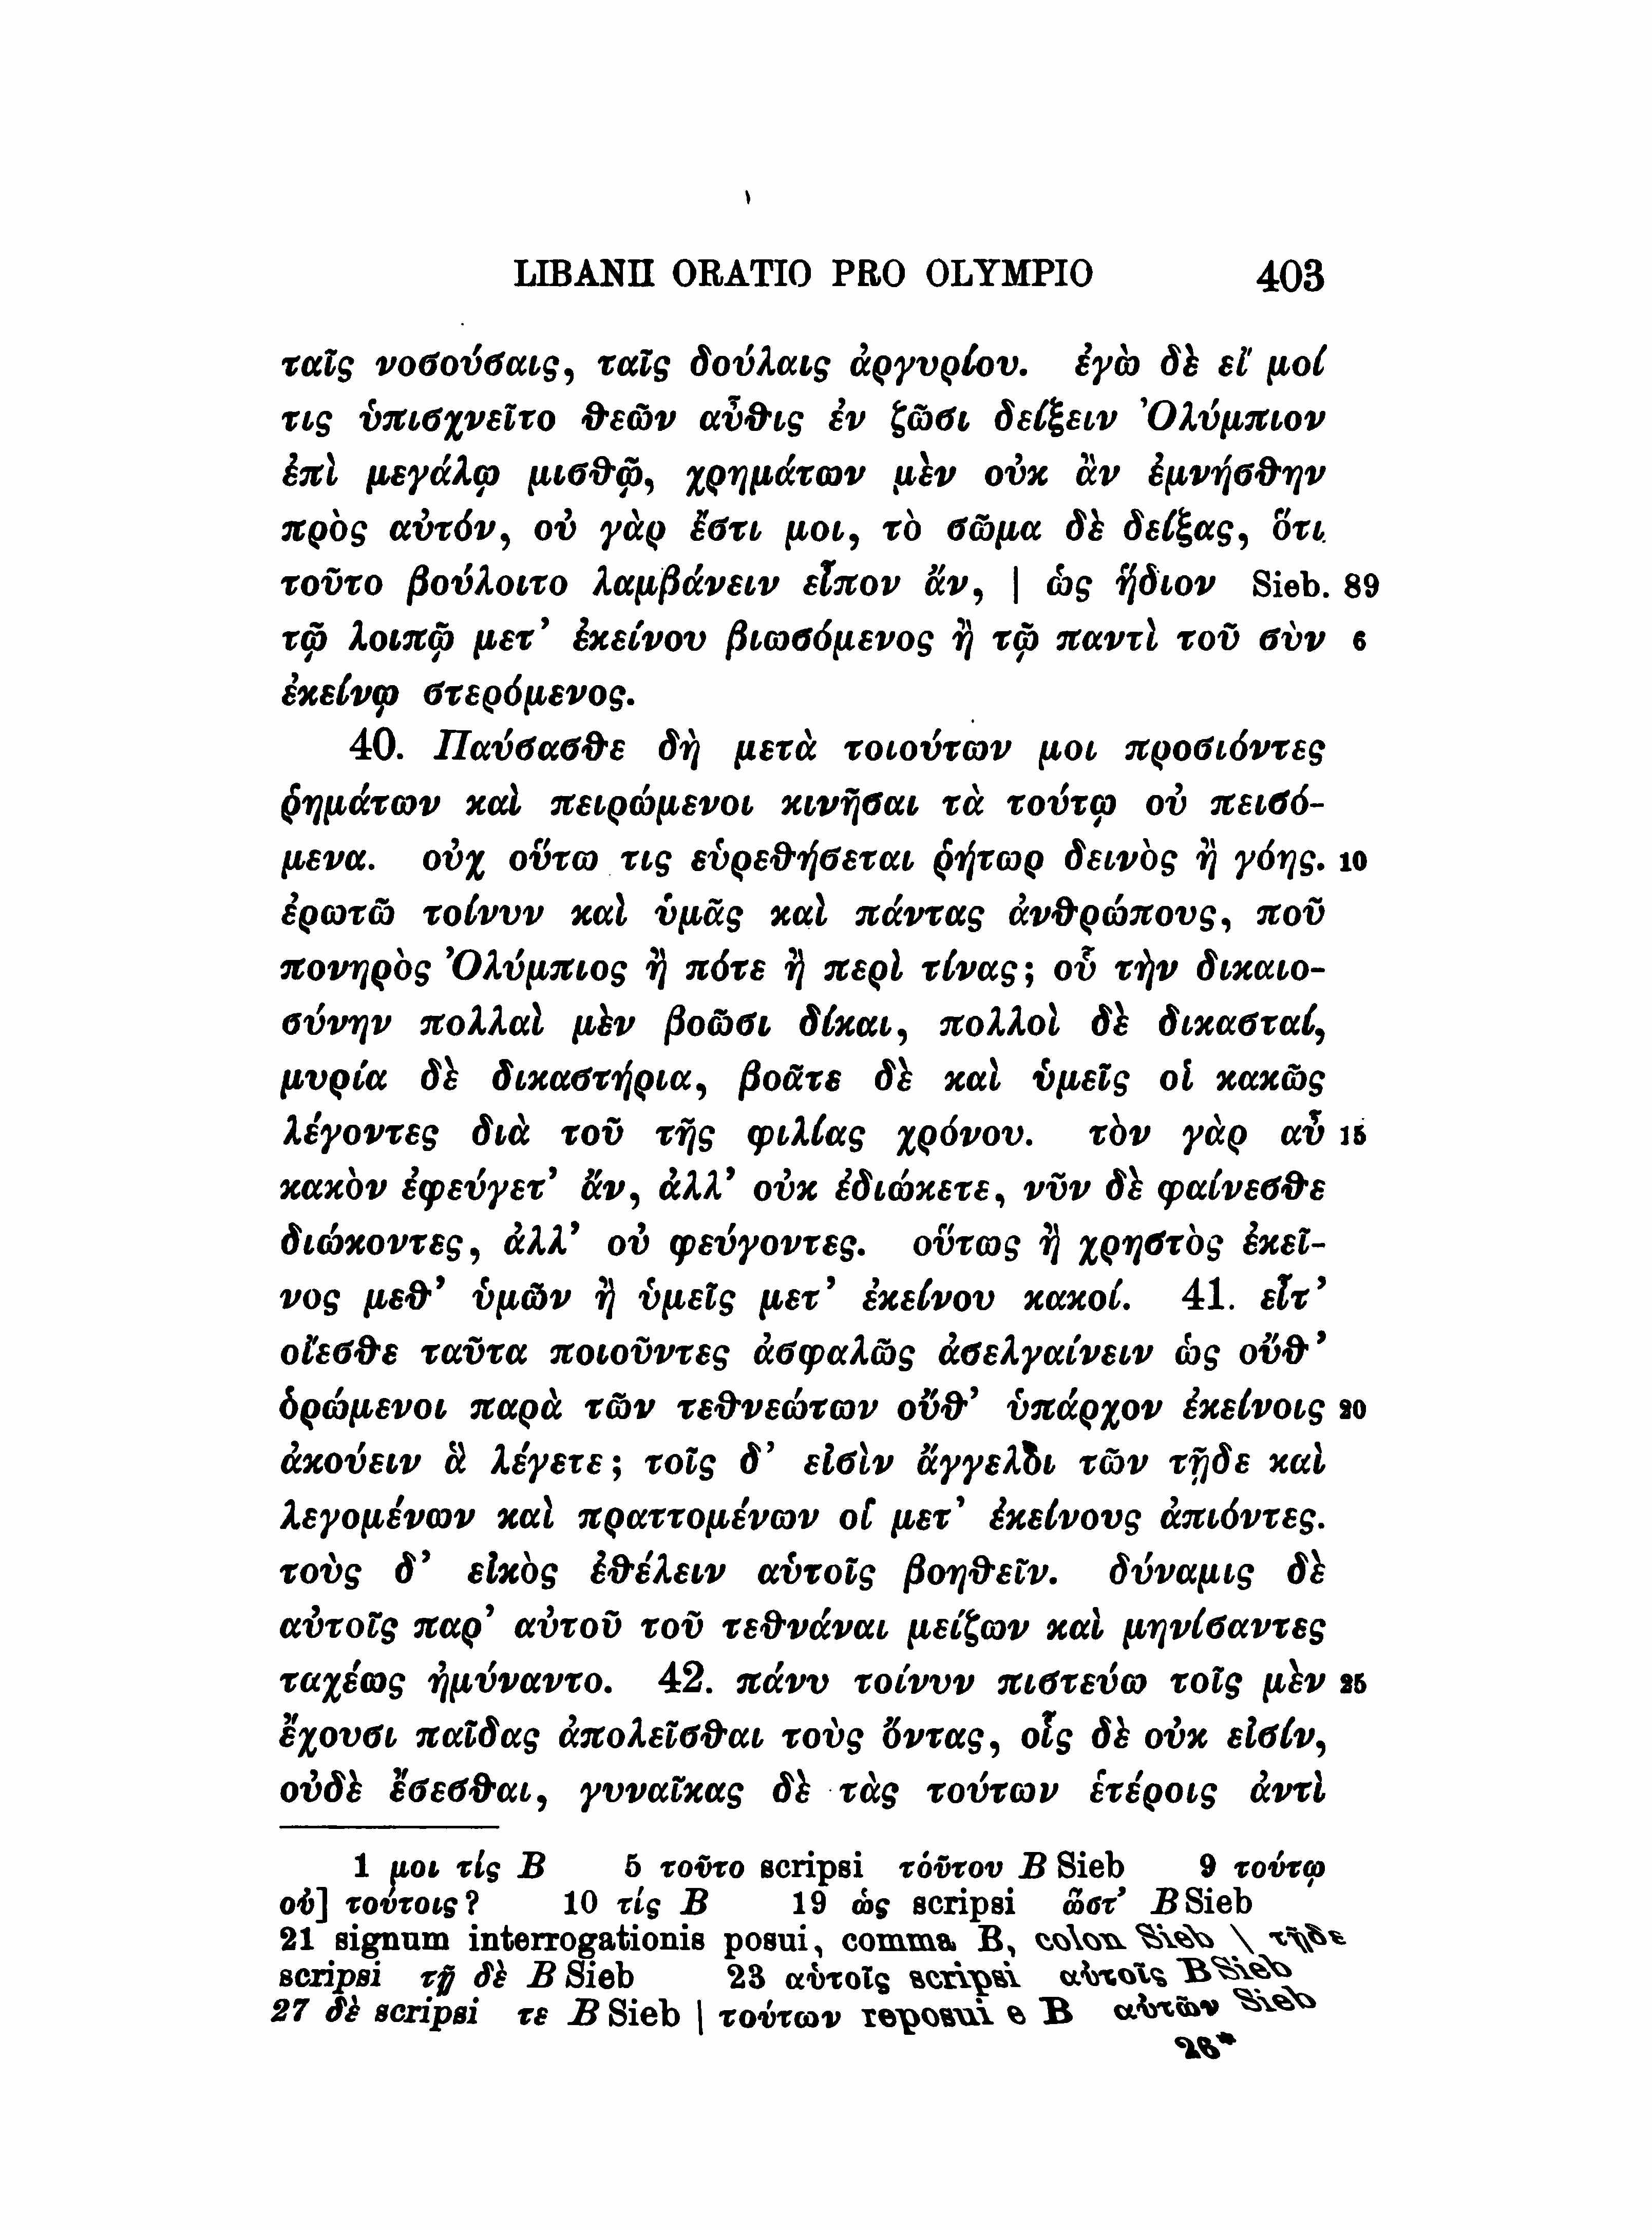 LIBANII ORATIO PRO OLYMPIO 403
ταῖς νοσούσαις, ταῖς δούλαις ἀργυρίου. ἐγὼ δὲ εἴ μοί
τις ὑπισχνεῖτο ϑεῶν αὖϑις ἐν ζῶσι δείξειν Ὀλύμπιον
ἐπὶ μεγάλῳ μισϑῷ, χρημάτων μὲν οὐκ ἂν ἐμνήσϑην
πρὸς αὐτόν, οὐ γὰρ ἔστι μοι, τὸ σῶμα δὲ δείξας, ὅτι
τοῦτο βούλοιτο λαμβάνειν εἶπον ἄν, | ὡς ἥδιον Sieb. 89
τῷ λοιπῷ μετ’ ἐκείνου βιωσόμενος ἢ τῷ παντὶ τοῦ σὺν 6
ἐκείνῳ στερόμενος.
40. Παύσασϑε δὴ μετὰ τοιούτων μοι προσιόντες
ῥημάτων καὶ πειρώμενοι κινῆσαι τὰ τούτῳ οὐ πεισό-
μενα. οὐχ οὕτω τις εὑρεϑήσεται ῥήτωρ δεινὸς ἢ γόης. 10
ἐρωτῶ τοίνυν καὶ ὑμᾶς καὶ πάντας ἀνϑρώπους, ποῦ
πονηρὸς Ὀλύμπιος ἢ πότε ἢ περὶ τίνας; οὗ τὴν δικαιο-
σύνην πολλαὶ μὲν βοῶσι δίκαι, πολλοὶ δὲ δικασταί,
μυρία δὲ δικαστήρια, βοᾶτε δὲ καὶ ὑμεῖς οἱ κακῶς
λέγοντες διὰ τοῦ τῆς φιλίας χρόνου. τὸν γὰρ αὖ 15
κακὸν ἐφεύγετ’ ἄν, ἀλλ’ οὐκ ἐδιώκετε, νῦν δὲ φαίνεσϑε
διώκοντες, ἀλλ’ οὐ φεύγοντες. οὕτως ἢ χρηστὸς ἐκεῖ-
νος μεϑ’ ὑμῶν ἢ ὑμεῖς μετ’ ἐκείνου κακοί. 41. εἶτ’
οἴεσϑε ταῦτα ποιοῦντες ἀσφαλῶς ἀσελγαίνειν ὡς οὔϑ’
ὁρώμενοι παρὰ τῶν τεϑνεώτων οὔϑ’ ὑπάρχον ἐκείνοις 20
ἀκούειν ἃ λέγετε; τοῖς δ’ εἰσὶν ἄγγελοι τῶν τῇδε καὶ
λεγομένων καὶ πραττομένων οἱ μετ’ ἐκείνους ἀπιόντες.
τοὺς δ’ εἰκὸς ἐϑέλειν αὑτοῖς βοηϑεῖν. δύναμις δὲ
αὐτοῖς παρ’ αὐτοῦ τοῦ τεϑνάναι μείζων καὶ μηνίσαντες
ταχέως ἠμύναντο. 42. πάνυ τοίνυν πιστεύω τοῖς μὲν 25
ἔχουσι παῖδας ἀπολεῖσϑαι τοὺς ὄντας, οἷς δὲ οὐκ εἰσίν,
οὐδὲ ἔσεσϑαι, γυναῖκας δὲ τὰς τούτων ἑτέροις ἀντὶ
1 μοι τίς B 5 τοῦτο scripsi τούτου B Sieb 9 τούτῳ
οὐ] τούτοις? 10 τίς B 19 ὡς scripsi ὥστ’ B Sieb
21 signum interrogationis posui, comma B, colon Sieb | τῇδε
scripsi τῇ δὲ B Sieb 23 αὑτοῖς scripsi αὐτοῖς B Sieb
27 δὲ scripsi τε B Sieb | τούτων reposui e B αὐτῶν Sieb
26*